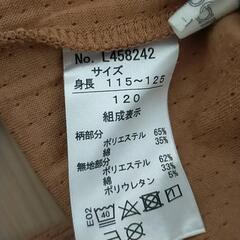 No. L458242
サイズ
身長 115～125
120
組成表示
柄部分
ポリエステル 65%
綿 35%
無地部分
ポリエステル 62%
綿 33%
ポリウレタン 5%
E02
40